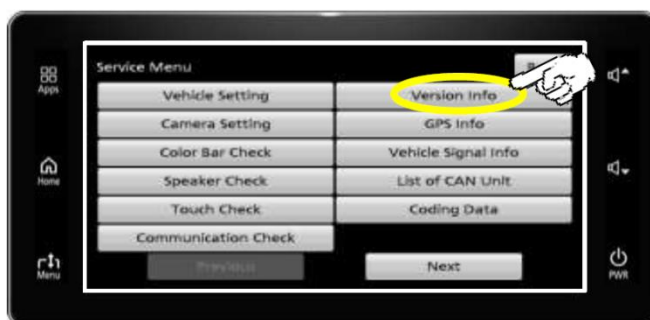 Service Menu
Apps
Vehicle Setting
Version Info
Camera Setting
GPS Info
Color Bar Check
Vehicle Signal Info
Home
Speaker Check
List of CAN Unit
Touch Check
Coding Data
Communication Check
Menu
Previous
Next
PWR